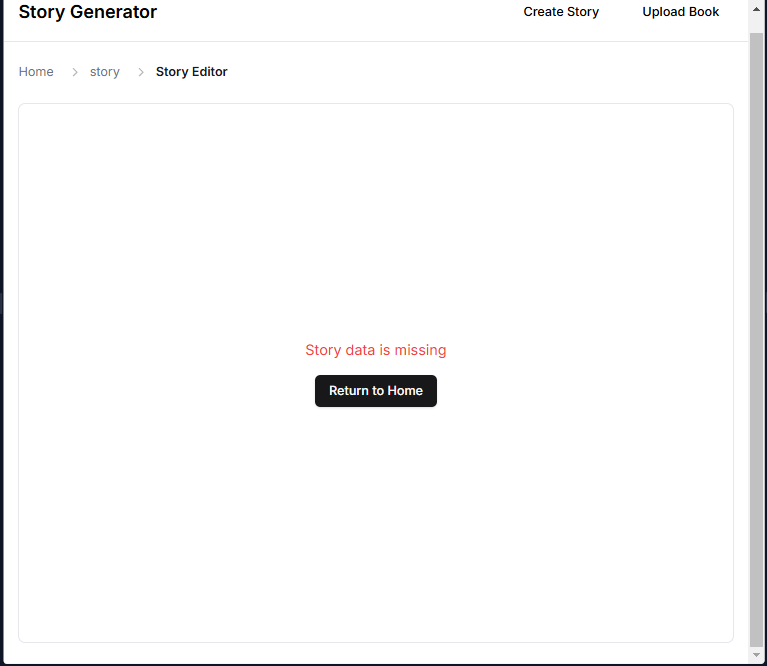 Story Generator Create Story Upload Book
Home story Story Editor
Story data is missing
Return to Home